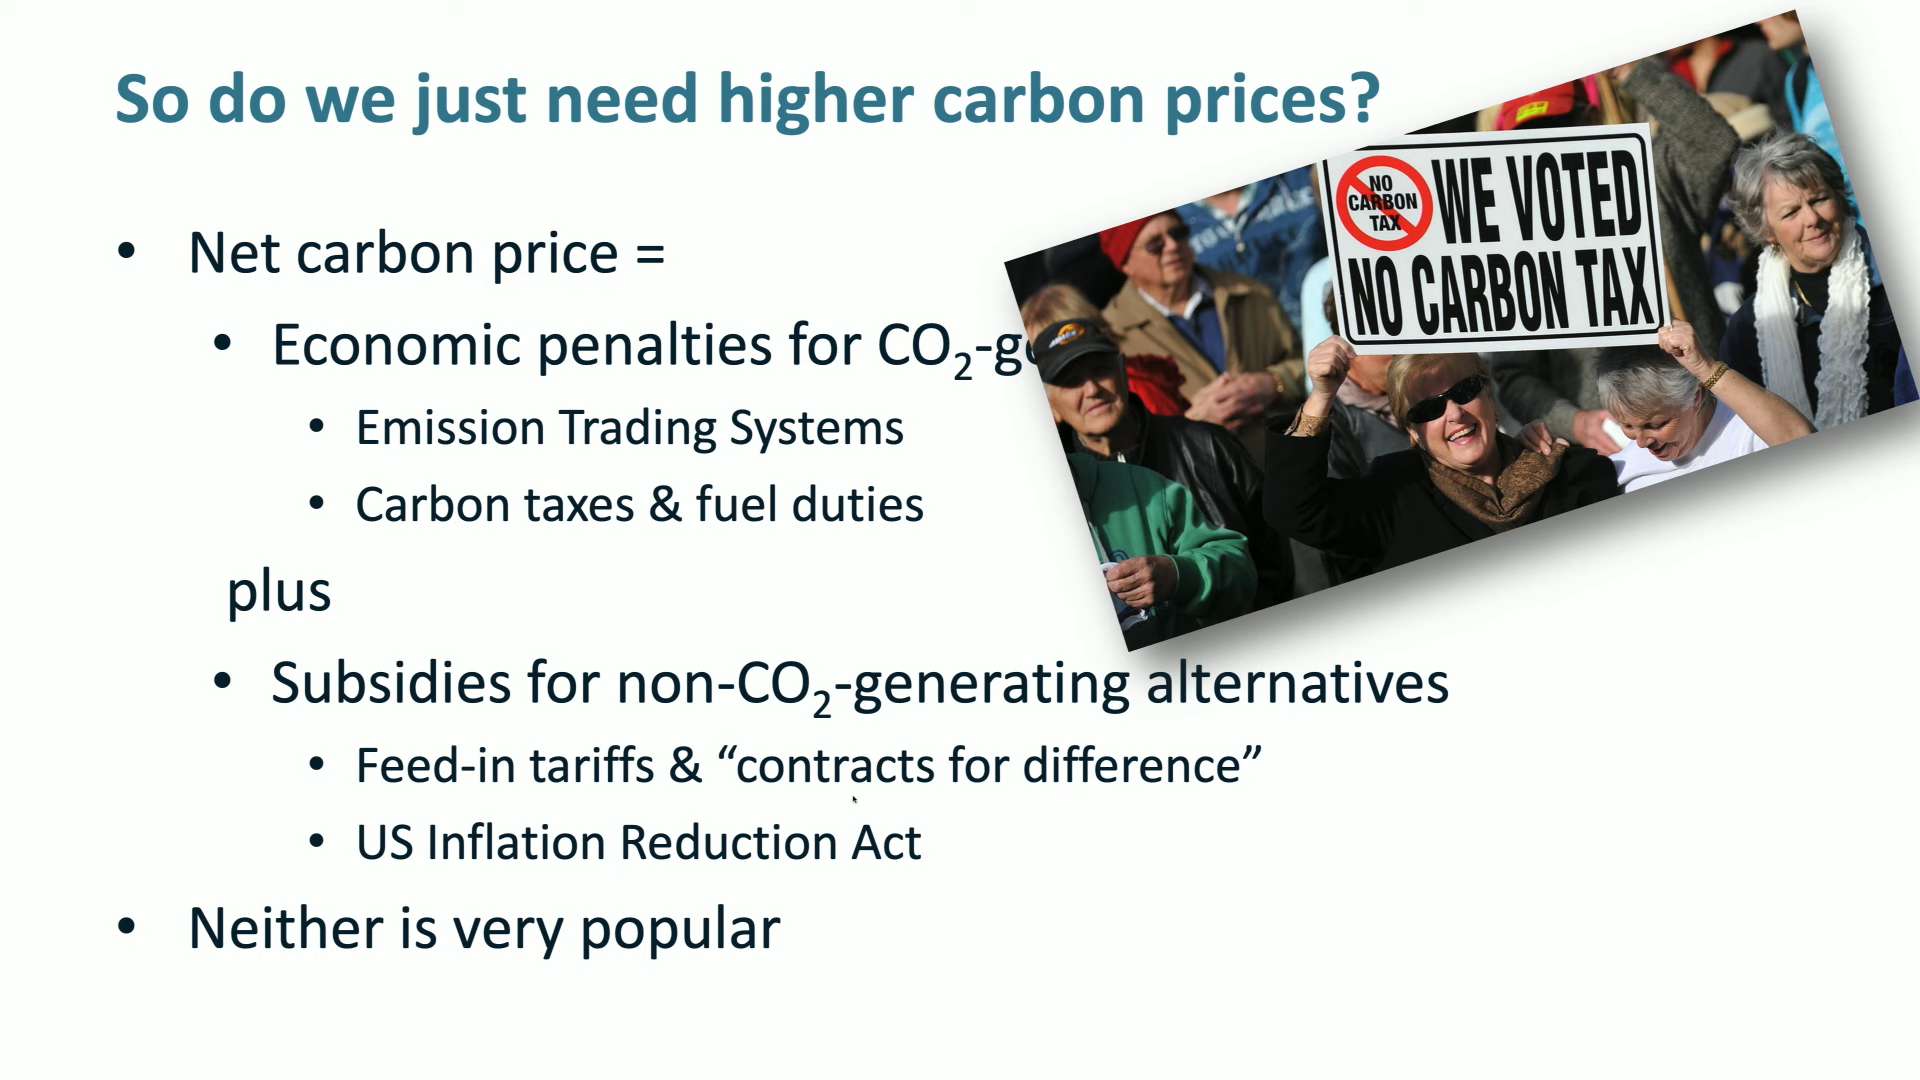 So do we just need higher carbon prices?
• Net carbon price =
• Economic penalties for CO₂-ge
• Emission Trading Systems
• Carbon taxes & fuel duties
plus
• Subsidies for non-CO₂-generating alternatives
• Feed-in tariffs & “contracts for difference”
• US Inflation Reduction Act
• Neither is very popular
NO
CARBON
TAX
WE VOTED
NO CARBON TAX